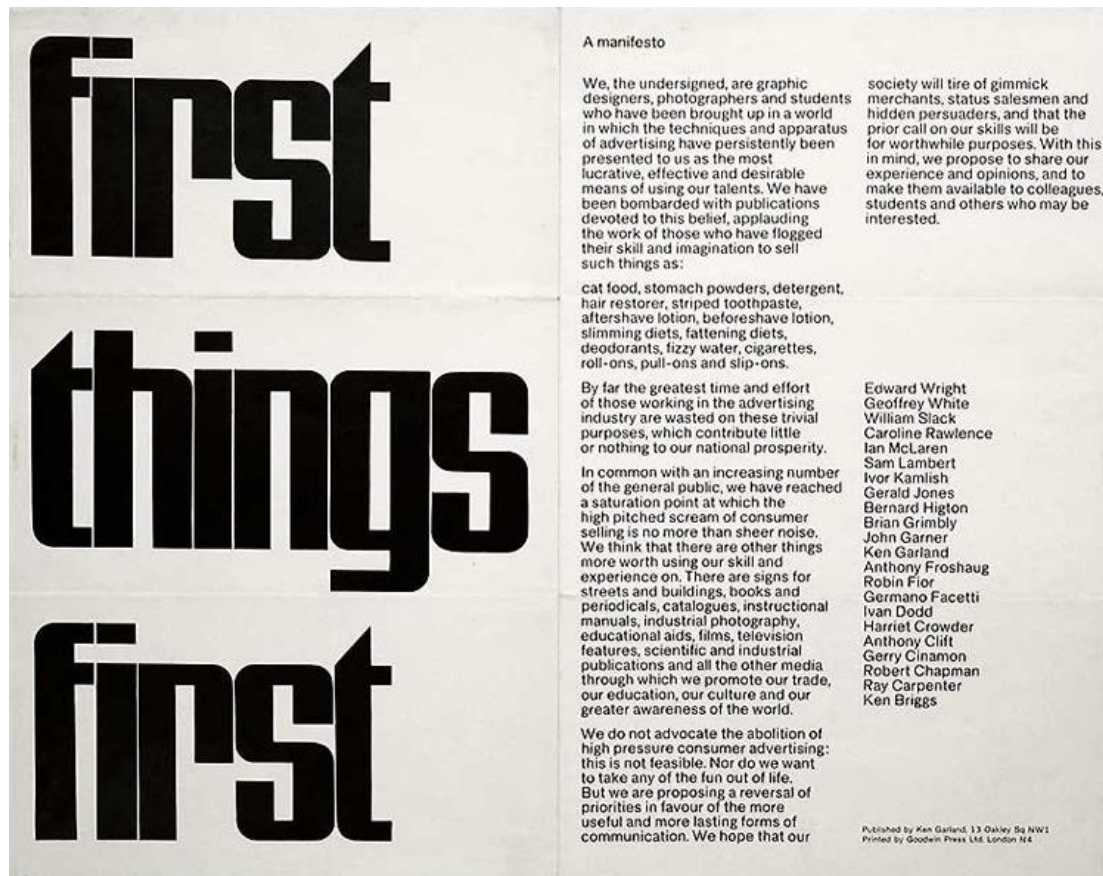 first
things
first
A manifesto
We, the undersigned, are graphic
designers, photographers and students
who have been brought up in a world
in which the techniques and apparatus
of advertising have persistently been
presented to us as the most
lucrative, effective and desirable
means of using our talents. We have
been bombarded with publications
devoted to this belief, applauding
the work of those who have flogged
their skill and imagination to sell
such things as:
cat food, stomach powders, detergent,
hair restorer, striped toothpaste,
aftershave lotion, beforeshave lotion,
slimming diets, fattening diets,
deodorants, fizzy water, cigarettes,
roll-ons, pull-ons and slip-ons.
By far the greatest time and effort
of those working in the advertising
industry are wasted on these trivial
purposes, which contribute little
or nothing to our national prosperity.
In common with an increasing number
of the general public, we have reached
a saturation point at which the
high pitched scream of consumer
selling is no more than sheer noise.
We think that there are other things
more worth using our skill and
experience on. There are signs for
streets and buildings, books and
periodicals, catalogues, instructional
manuals, industrial photography,
educational aids, films, television
features, scientific and industrial
publications and all the other media
through which we promote our trade,
our education, our culture and our
greater awareness of the world.
We do not advocate the abolition of
high pressure consumer advertising:
this is not feasible. Nor do we want
to take any of the fun out of life.
But we are proposing a reversal of
priorities in favour of the more
useful and more lasting forms of
communication. We hope that our
society will tire of gimmick
merchants, status salesmen and
hidden persuaders, and that the
prior call on our skills will be
for worthwhile purposes. With this
in mind, we propose to share our
experience and opinions, and to
make them available to colleagues,
students and others who may be
interested.
Edward Wright
Geoffrey White
William Slack
Caroline Rawlence
Ian McLaren
Sam Lambert
Ivor Kamlish
Gerald Jones
Bernard Higton
Brian Grimbly
John Garner
Ken Garland
Anthony Froshaug
Robin Fior
Germano Facetti
Ivan Dodd
Harriet Crowder
Anthony Clift
Gerry Cinamon
Robert Chapman
Ray Carpenter
Ken Briggs
Published by Ken Garland, 13 Oakley Sq NW1
Printed by Goodwin Press Ltd. London N4